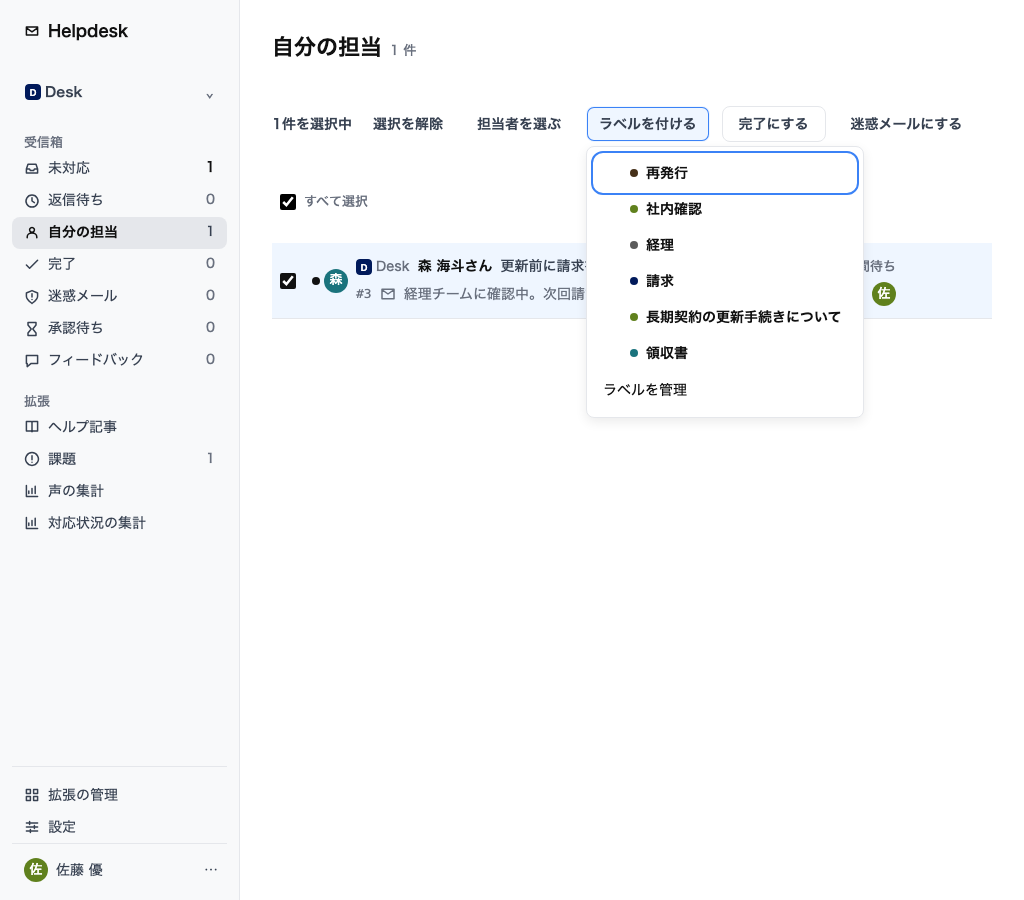 Helpdesk
D Desk
受信箱
未対応 1
返信待ち 0
自分の担当 1
完了 0
迷惑メール 0
承認待ち 0
フィードバック 0
拡張
ヘルプ記事
課題 1
声の集計
対応状況の集計
拡張の管理
設定
佐 佐藤 優 …
自分の担当 1 件
1件を選択中 選択を解除 担当者を選ぶ ラベルを付ける 完了にする 迷惑メールにする
すべて選択
森 D Desk 森 海斗さん 更新前に請求
#3 経理チームに確認中。次回請
待ち
佐
再発行
社内確認
経理
請求
長期契約の更新手続きについて
領収書
ラベルを管理